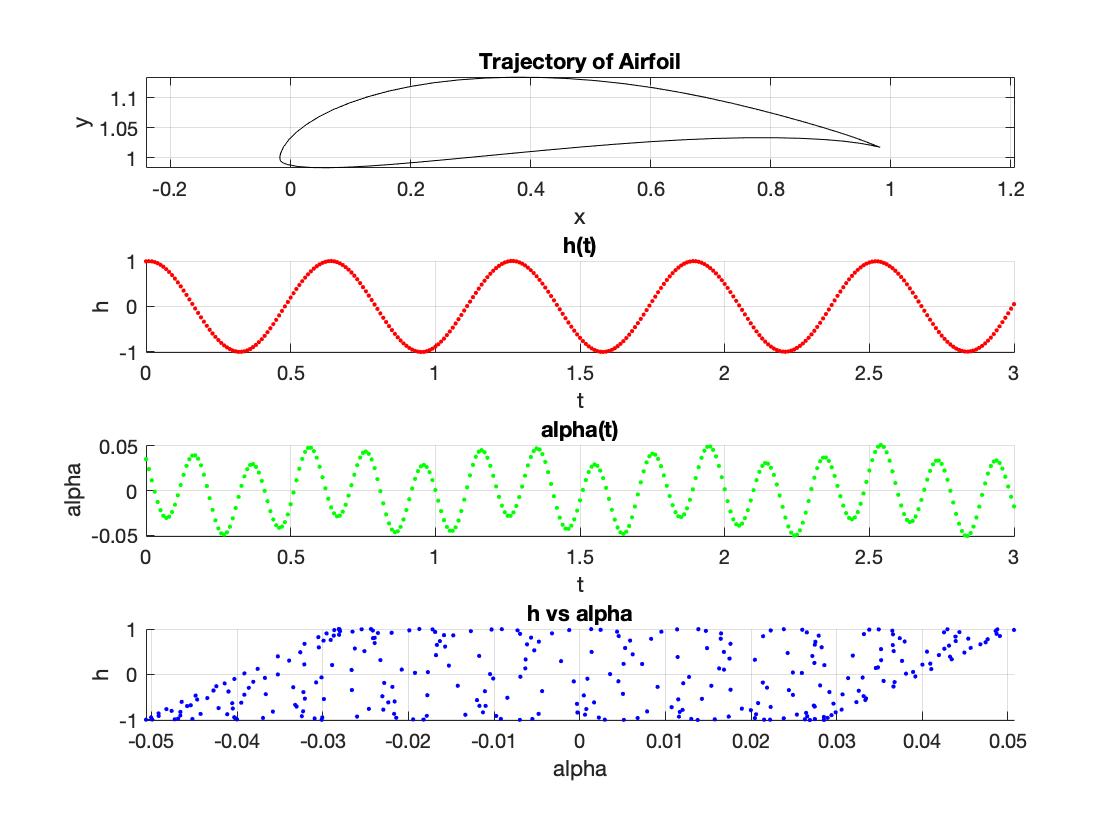 Trajectory of Airfoil
1.1
1.05
1
y
-0.2 0 0.2 0.4 0.6 0.8 1 1.2
x
h(t)
1
0
-1
h
0 0.5 1 1.5 2 2.5 3
t
alpha(t)
0.05
0
-0.05
alpha
0 0.5 1 1.5 2 2.5 3
t
h vs alpha
1
0
-1
h
-0.05 -0.04 -0.03 -0.02 -0.01 0 0.01 0.02 0.03 0.04 0.05
alpha